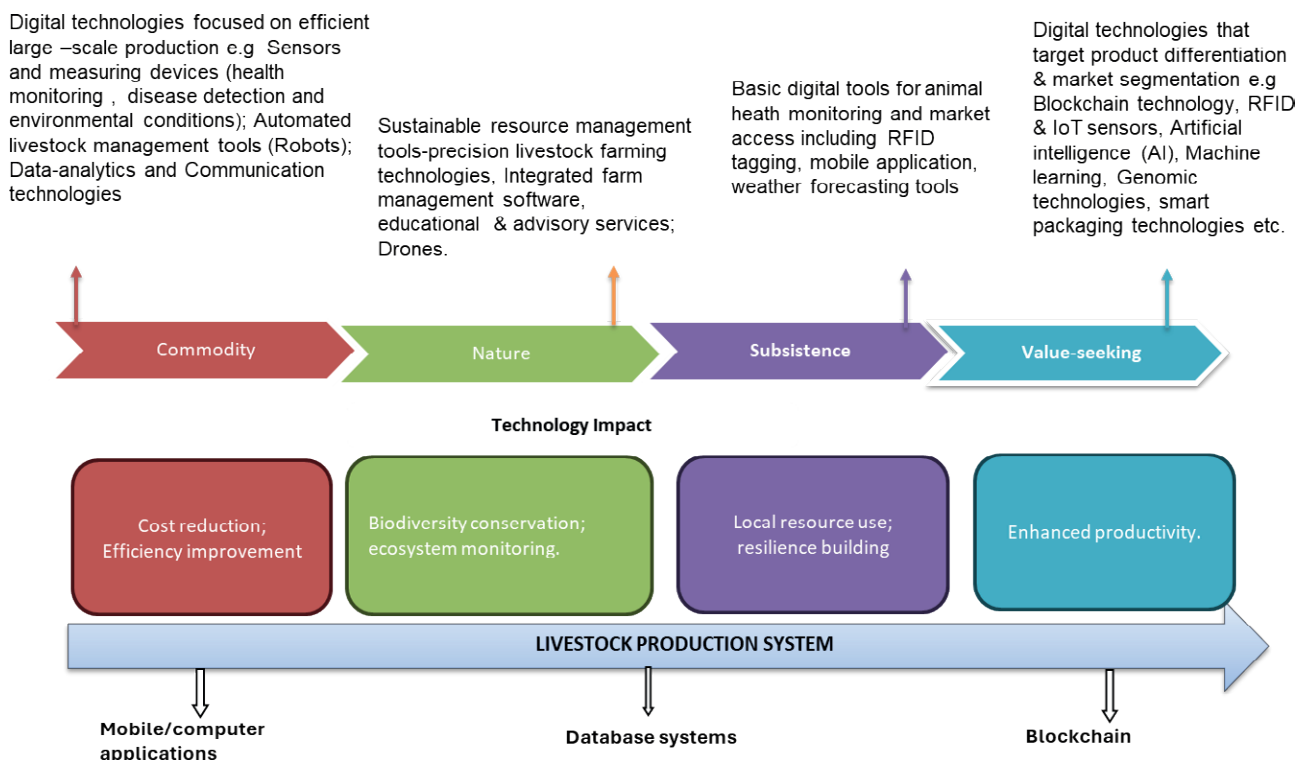 Digital technologies focused on efficient
large –scale production e.g Sensors
and measuring devices (health
monitoring , disease detection and
environmental conditions); Automated
livestock management tools (Robots);
Data-analytics and Communication
technologies
Sustainable resource management
tools-precision livestock farming
technologies, Integrated farm
management software,
educational & advisory services;
Drones.
Basic digital tools for animal
heath monitoring and market
access including RFID
tagging, mobile application,
weather forecasting tools
Digital technologies that
target product differentiation
& market segmentation e.g
Blockchain technology, RFID
& IoT sensors, Artificial
intelligence (AI), Machine
learning, Genomic
technologies, smart
packaging technologies etc.
Commodity
Nature
Subsistence
Value-seeking
Technology Impact
Cost reduction;
Efficiency improvement
Biodiversity conservation;
ecosystem monitoring.
Local resource use;
resilience building
Enhanced productivity.
LIVESTOCK PRODUCTION SYSTEM
Mobile/computer
applications
Database systems
Blockchain